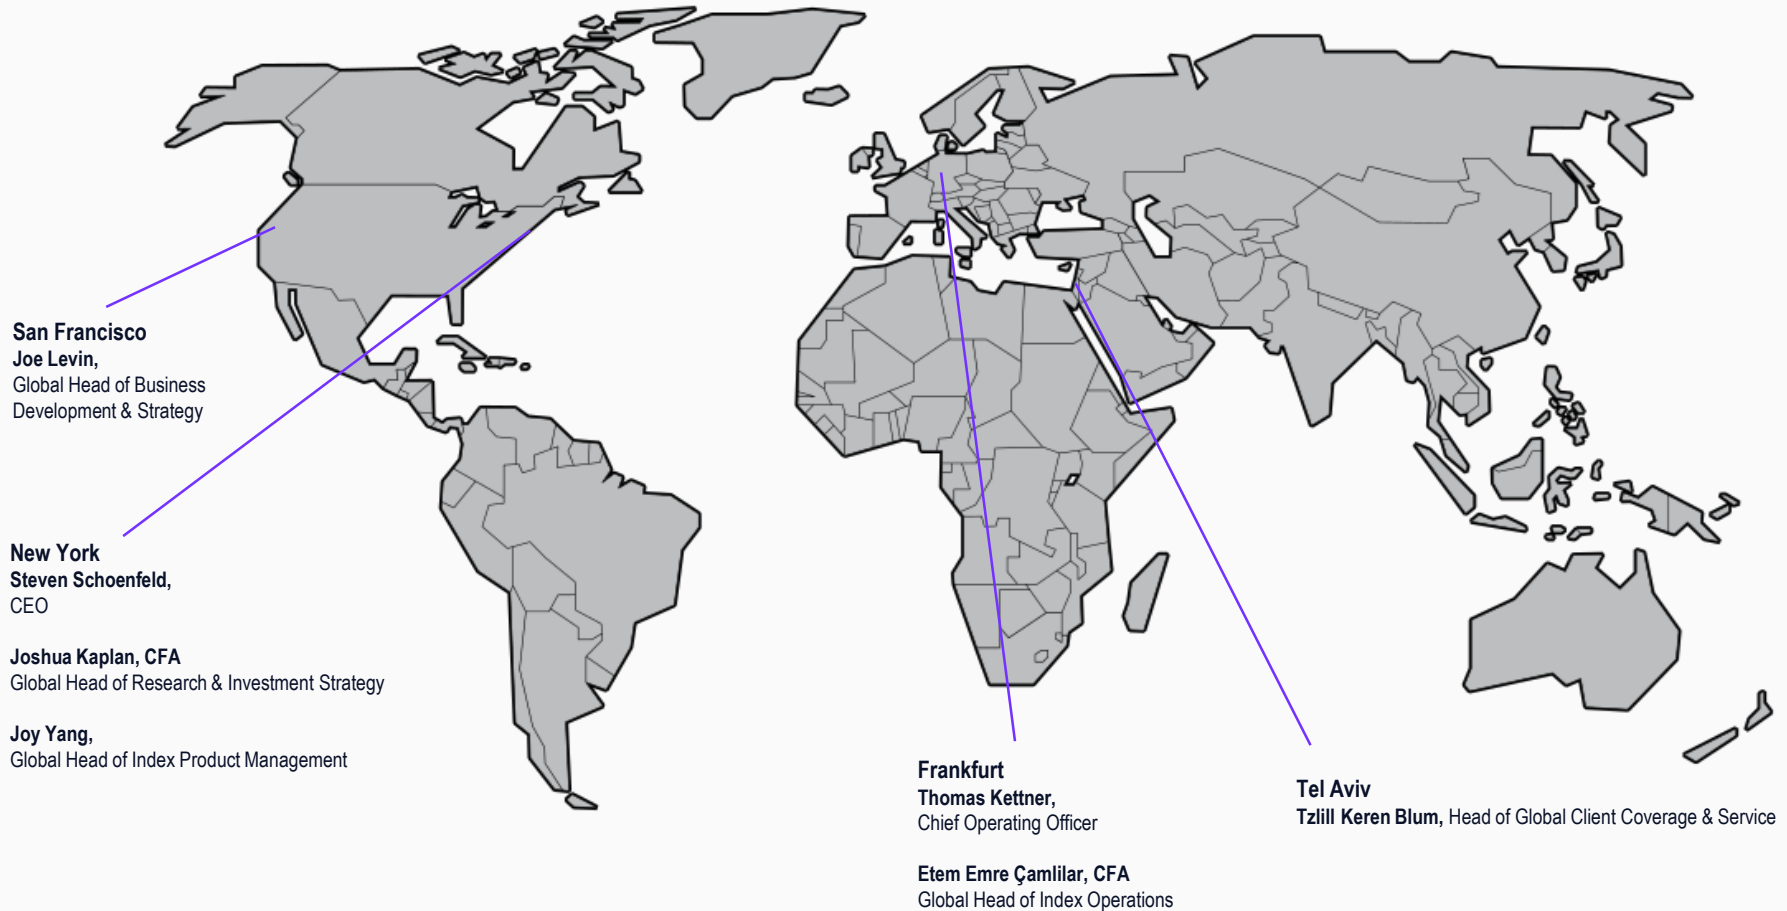 San Francisco
Joe Levin,
Global Head of Business
Development & Strategy
New York
Steven Schoenfeld,
CEO
Joshua Kaplan, CFA
Global Head of Research & Investment Strategy
Joy Yang,
Global Head of Index Product Management
Frankfurt
Thomas Kettner,
Chief Operating Officer
Etem Emre Çamlilar, CFA
Global Head of Index Operations
Tel Aviv
Tzlill Keren Blum, Head of Global Client Coverage & Service